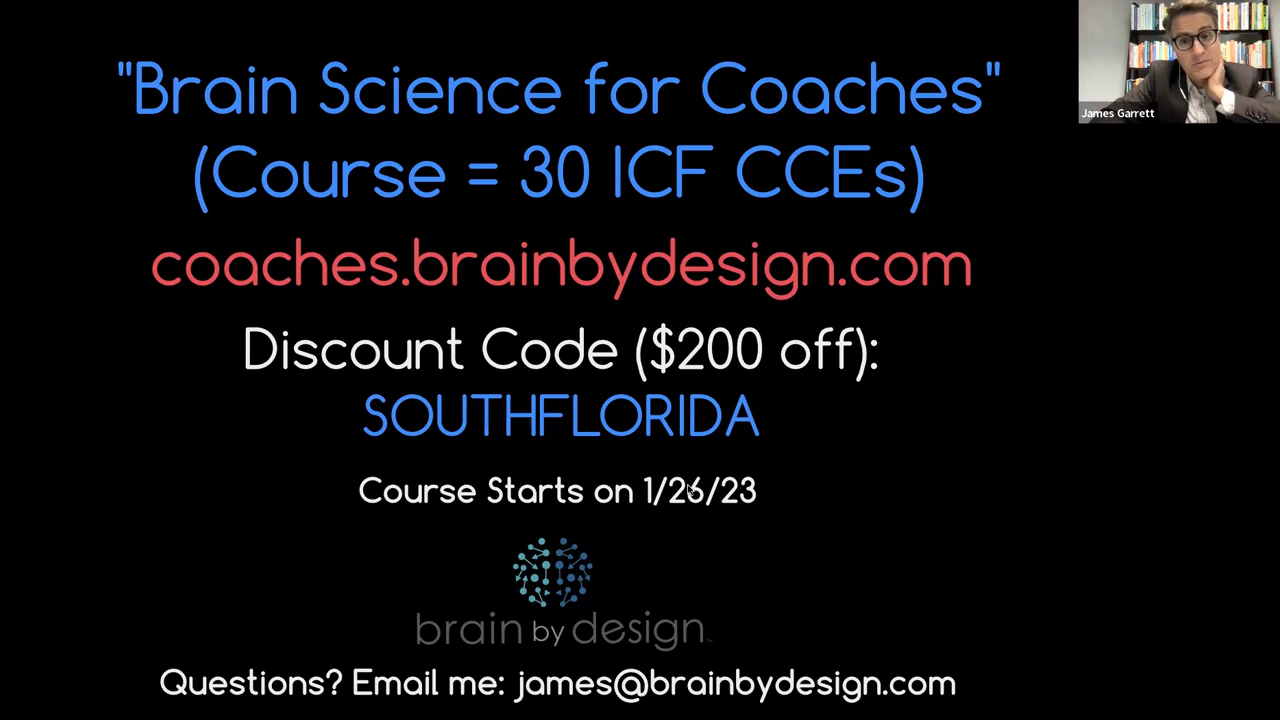 "Brain Science for Coaches"
(Course = 30 ICF CCEs)
coaches.brainbydesign.com
Discount Code ($200 off):
SOUTHFLORIDA
Course Starts on 1/26/23
brain by design
Questions? Email me: james@brainbydesign.com
James Garrett